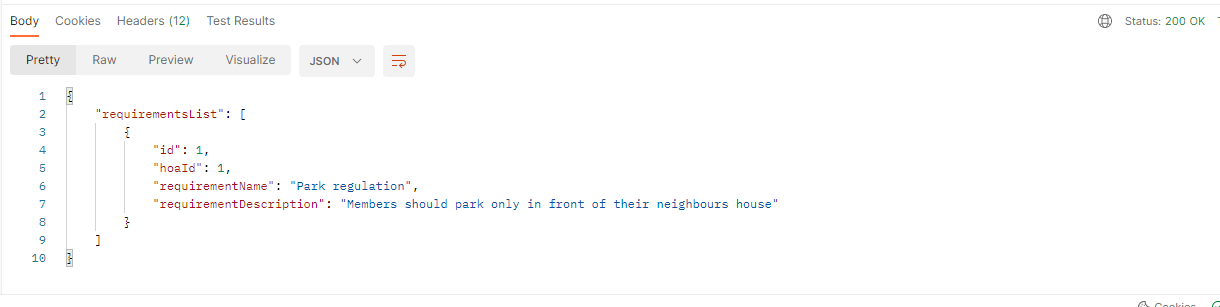 Body Cookies Headers (12) Test Results Status: 200 OK
Pretty Raw Preview Visualize JSON
1 {
2 "requirementsList": [
3 {
4 "id": 1,
5 "hoaId": 1,
6 "requirementName": "Park regulation",
7 "requirementDescription": "Members should park only in front of their neighbours house"
8 }
9 ]
10 }
Cookies